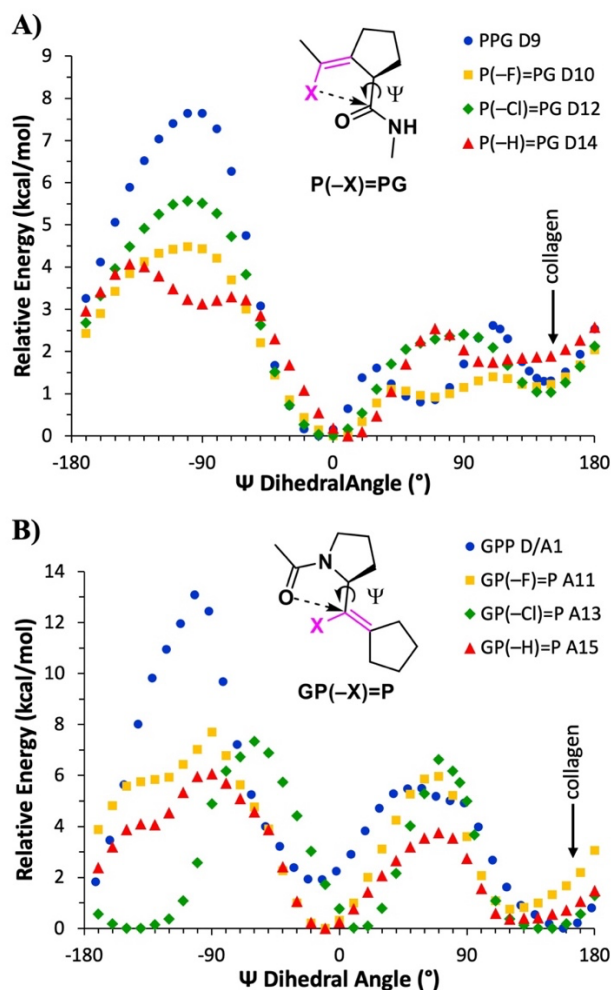 A)
Relative Energy (kcal/mol)
9
8
7
6
5
4
3
2
1
0
-180
-90
0
90
180
Ψ DihedralAngle (°)
X
Ψ
O
NH
P(–X)=PG
PPG D9
P(–F)=PG D10
P(–Cl)=PG D12
P(–H)=PG D14
collagen
B)
Relative Energy (kcal/mol)
14
12
10
8
6
4
2
0
-180
-90
0
90
180
Ψ Dihedral Angle (°)
N
O
Ψ
X
GP(–X)=P
GPP D/A1
GP(–F)=P A11
GP(–Cl)=P A13
GP(–H)=P A15
collagen